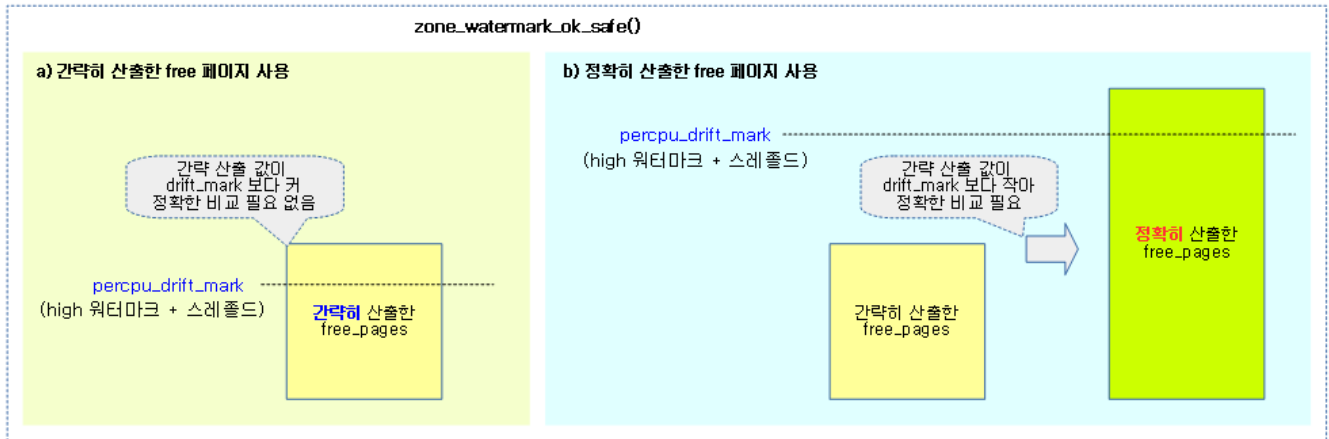 zone_watermark_ok_safe()
a) 간략히 산출한 free 페이지 사용
간략 산출 값이
drift_mark 보다 커
정확한 비교 필요 없음
percpu_drift_mark
(high 워터마크 + 스레졸드)
간략히 산출한
free_pages
b) 정확히 산출한 free 페이지 사용
percpu_drift_mark
(high 워터마크 + 스레졸드)
간략 산출 값이
drift_mark 보다 작아
정확한 비교 필요
간략히 산출한
free_pages
정확히 산출한
free_pages